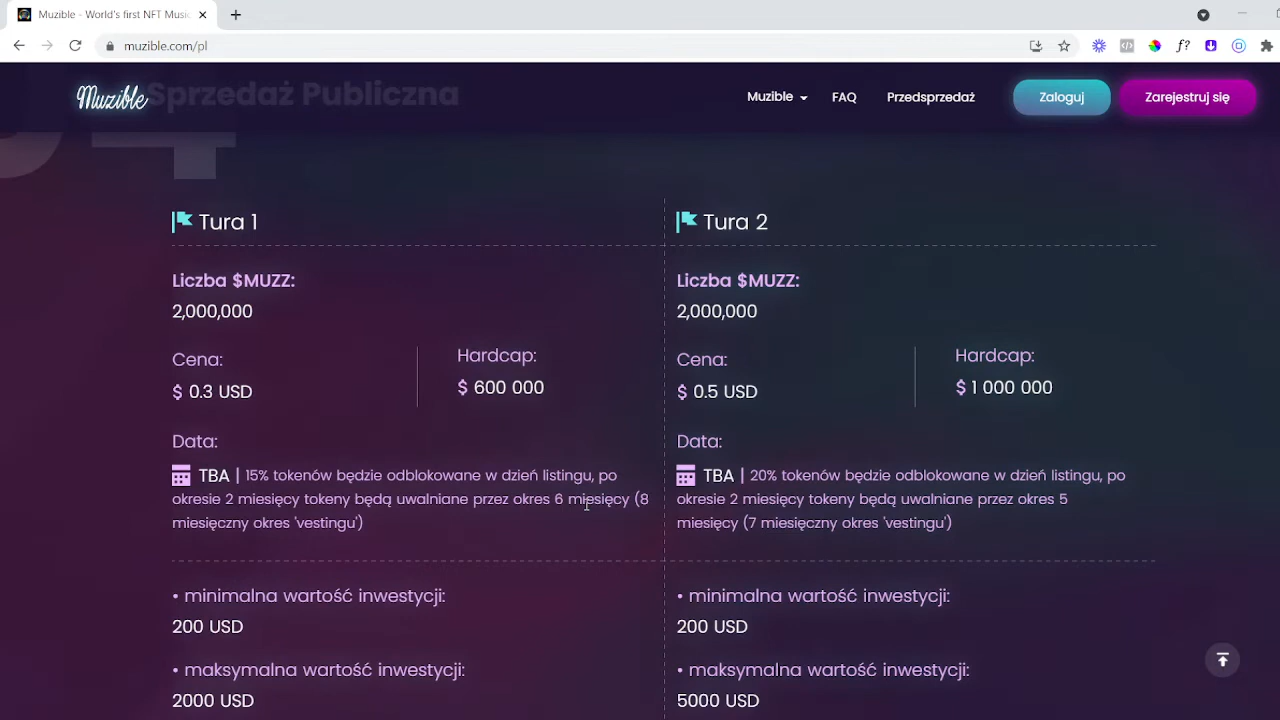 Muzible - World's first NFT Music
muzible.com/pl
f?
Muzible
Sprzedaż Publiczna
Muzible
FAQ
Przedsprzedaż
Zaloguj
Zarejestruj się
Tura 1
Liczba $MUZZ:
2,000,000
Cena:
$ 0.3 USD
Hardcap:
$ 600 000
Data:
TBA | 15% tokenów będzie odblokowane w dzień listingu, po
okresie 2 miesięcy tokeny będą uwalniane przez okres 6 miesięcy (8
miesięczny okres 'vestingu')
• minimalna wartość inwestycji:
200 USD
• maksymalna wartość inwestycji:
2000 USD
Tura 2
Liczba $MUZZ:
2,000,000
Cena:
$ 0.5 USD
Hardcap:
$ 1 000 000
Data:
TBA | 20% tokenów będzie odblokowane w dzień listingu, po
okresie 2 miesięcy tokeny będą uwalniane przez okres 5
miesięcy (7 miesięczny okres 'vestingu')
• minimalna wartość inwestycji:
200 USD
• maksymalna wartość inwestycji:
5000 USD